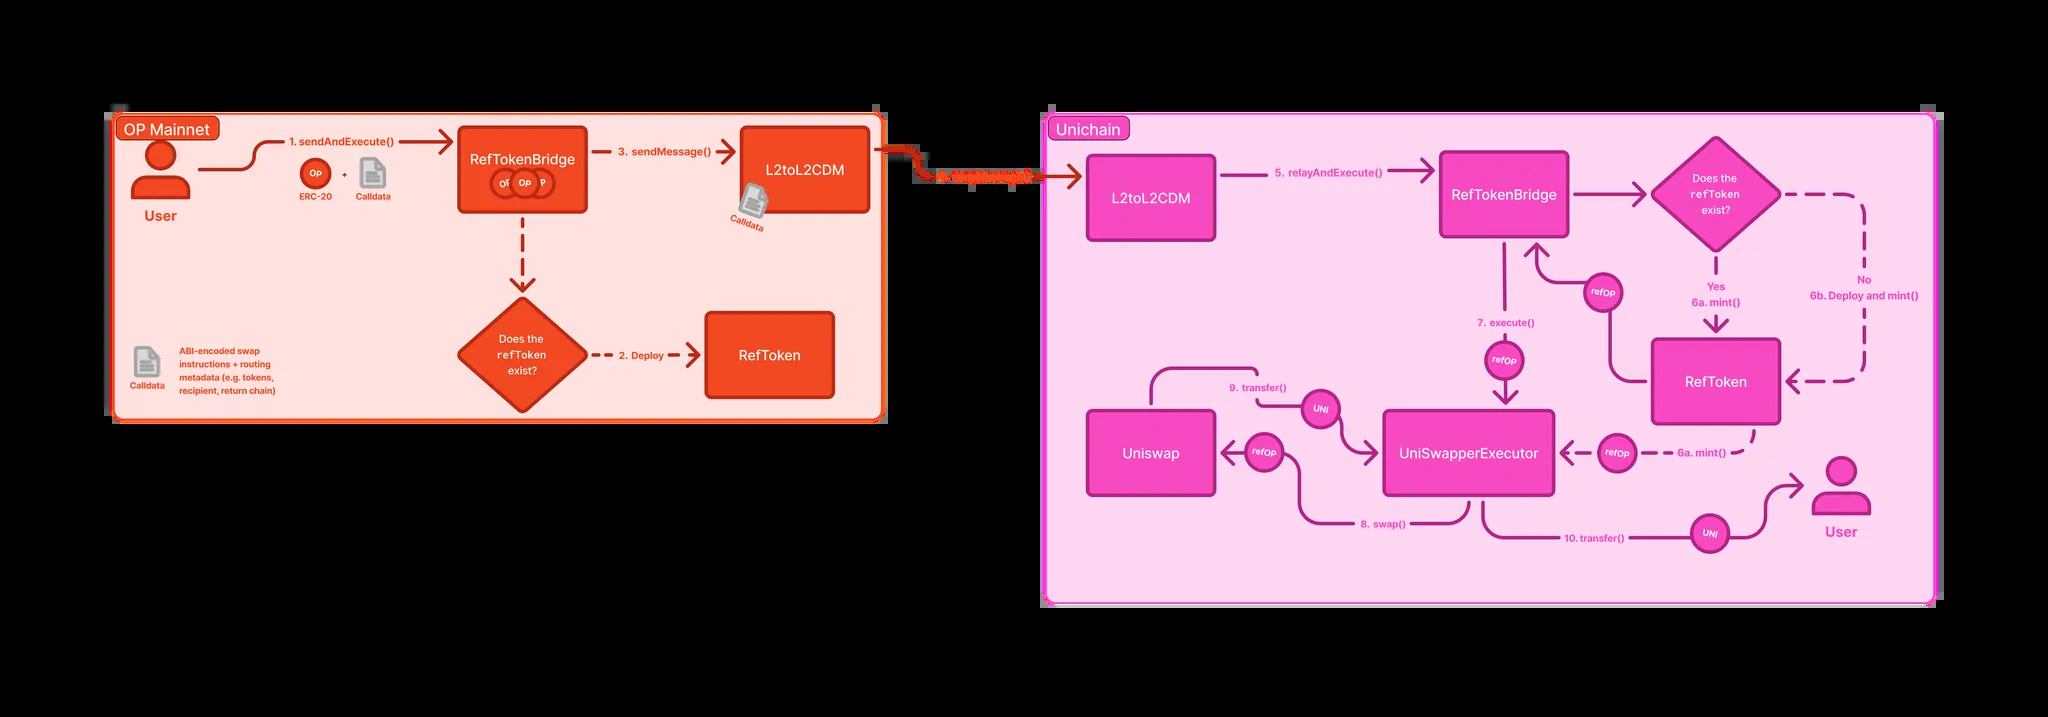 OP Mainnet
User
1. sendAndExecute()
OP
+
ERC-20
Calldata
RefTokenBridge
OP
3. sendMessage()
L2toL2CDM
Calldata
Does the
refToken
exist?
2. Deploy
RefToken
Calldata
ABI-encoded swap
instructions + routing
metadata (e.g. tokens,
recipient, return chain)
Unichain
L2toL2CDM
5. relayAndExecute()
RefTokenBridge
Does the
refToken
exist?
Yes
6a. mint()
No
6b. Deploy and mint()
refOP
7. execute()
refOP
RefToken
9. transfer()
UNI
Uniswap
refOP
UniSwapperExecutor
refOP
6a. mint()
8. swap()
10. transfer()
UNI
User